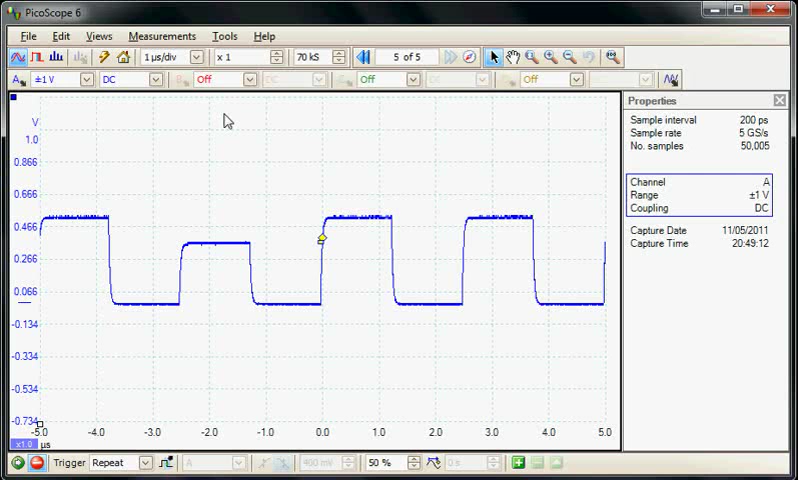 PicoScope 6
File Edit Views Measurements Tools Help
1 µs/div x 1 70 kS 5 of 5
A ±1 V DC B Off DC C Off DC D Off
V
1.0
0.866
0.666
0.466
0.266
0.066
-0.134
-0.334
-0.534
-0.734
-5.0 -4.0 -3.0 -2.0 -1.0 0.0 1.0 2.0 3.0 4.0 5.0
x1.0 µs
Properties
Sample interval 200 ps
Sample rate 5 GS/s
No. samples 50,005
Channel A
Range ±1 V
Coupling DC
Capture Date 11/05/2011
Capture Time 20:49:12
Trigger Repeat A 400 mV 50 % 0 s